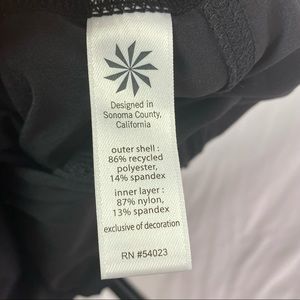 Designed in
Sonoma County,
California
outer shell :
86% recycled
polyester,
14% spandex
inner layer :
87% nylon,
13% spandex
exclusive of decoration
RN #54023